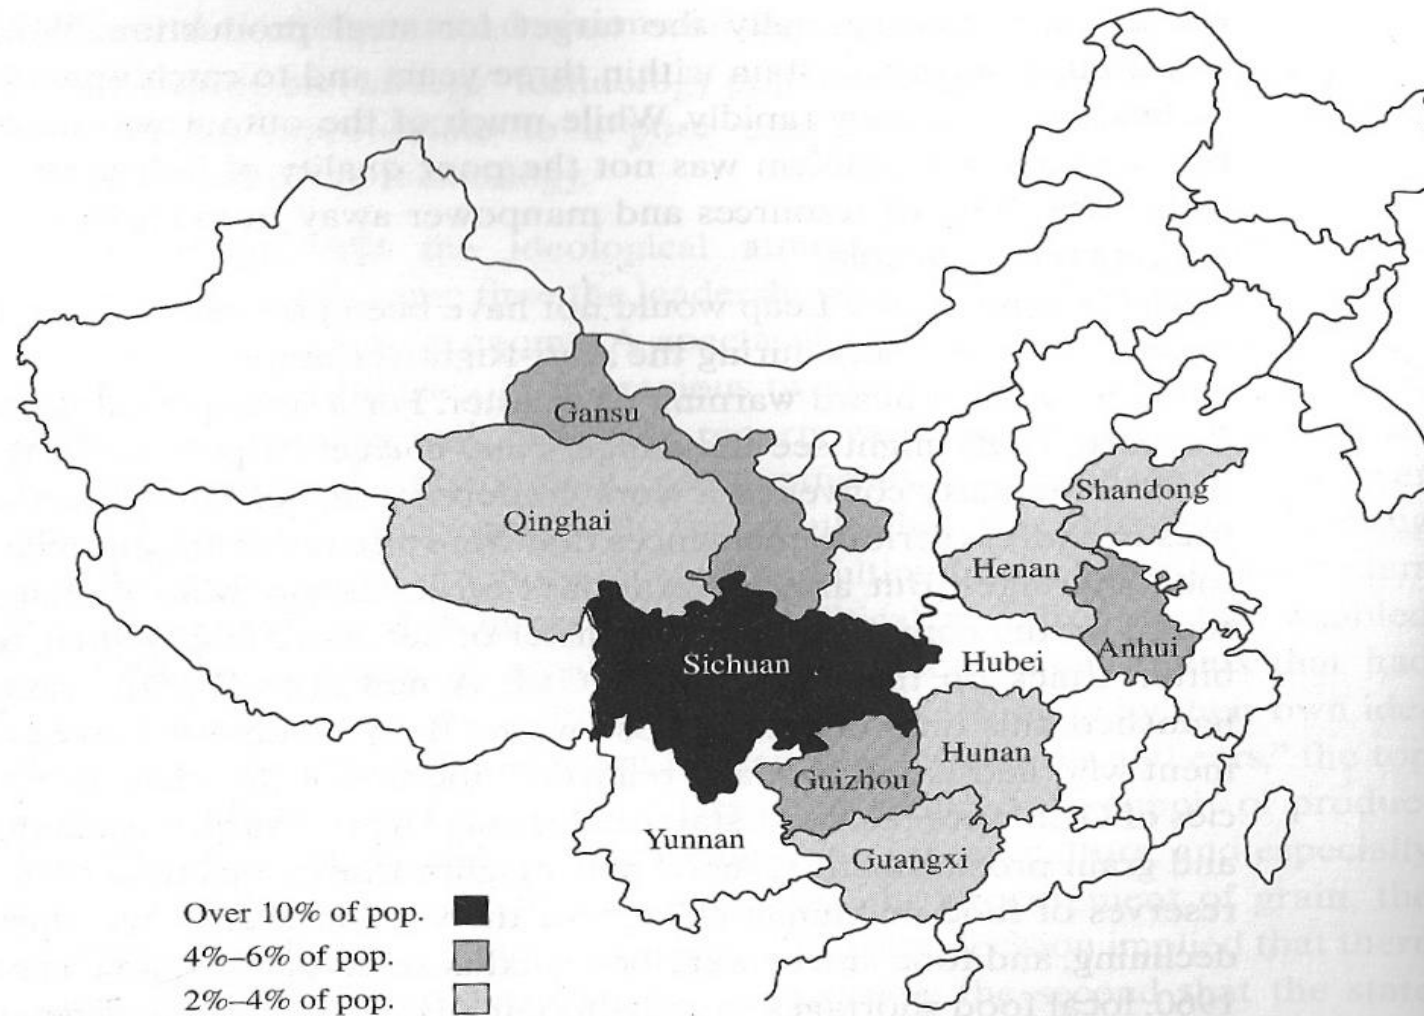 Gansu
Qinghai
Shandong
Henan
Anhui
Sichuan
Hubei
Hunan
Guizhou
Yunnan
Guangxi
Over 10% of pop.
4%–6% of pop.
2%–4% of pop.